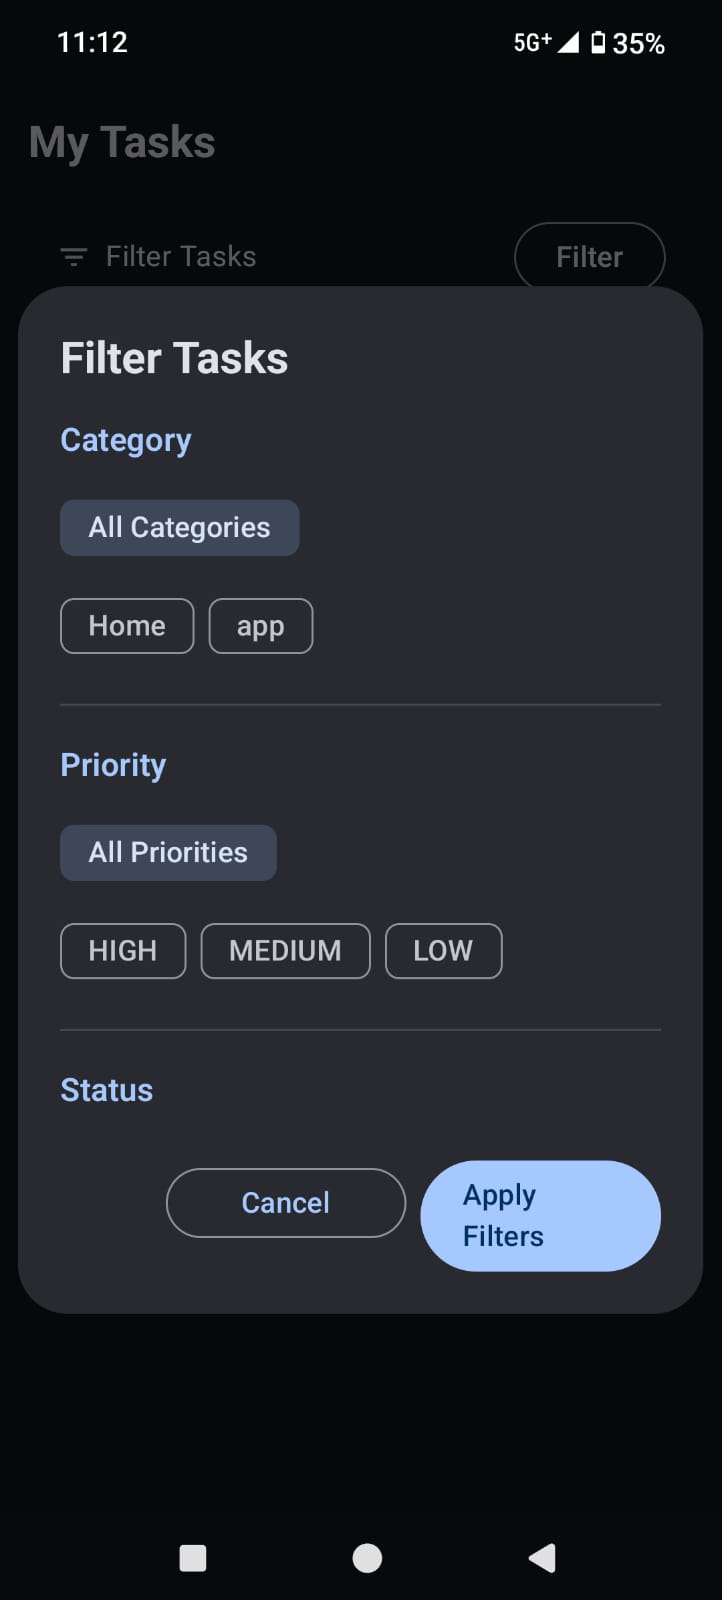 11:12 5G+ 35%
My Tasks
Filter Tasks Filter
Filter Tasks
Category
All Categories
Home app
Priority
All Priorities
HIGH MEDIUM LOW
Status
Cancel
Apply
Filters